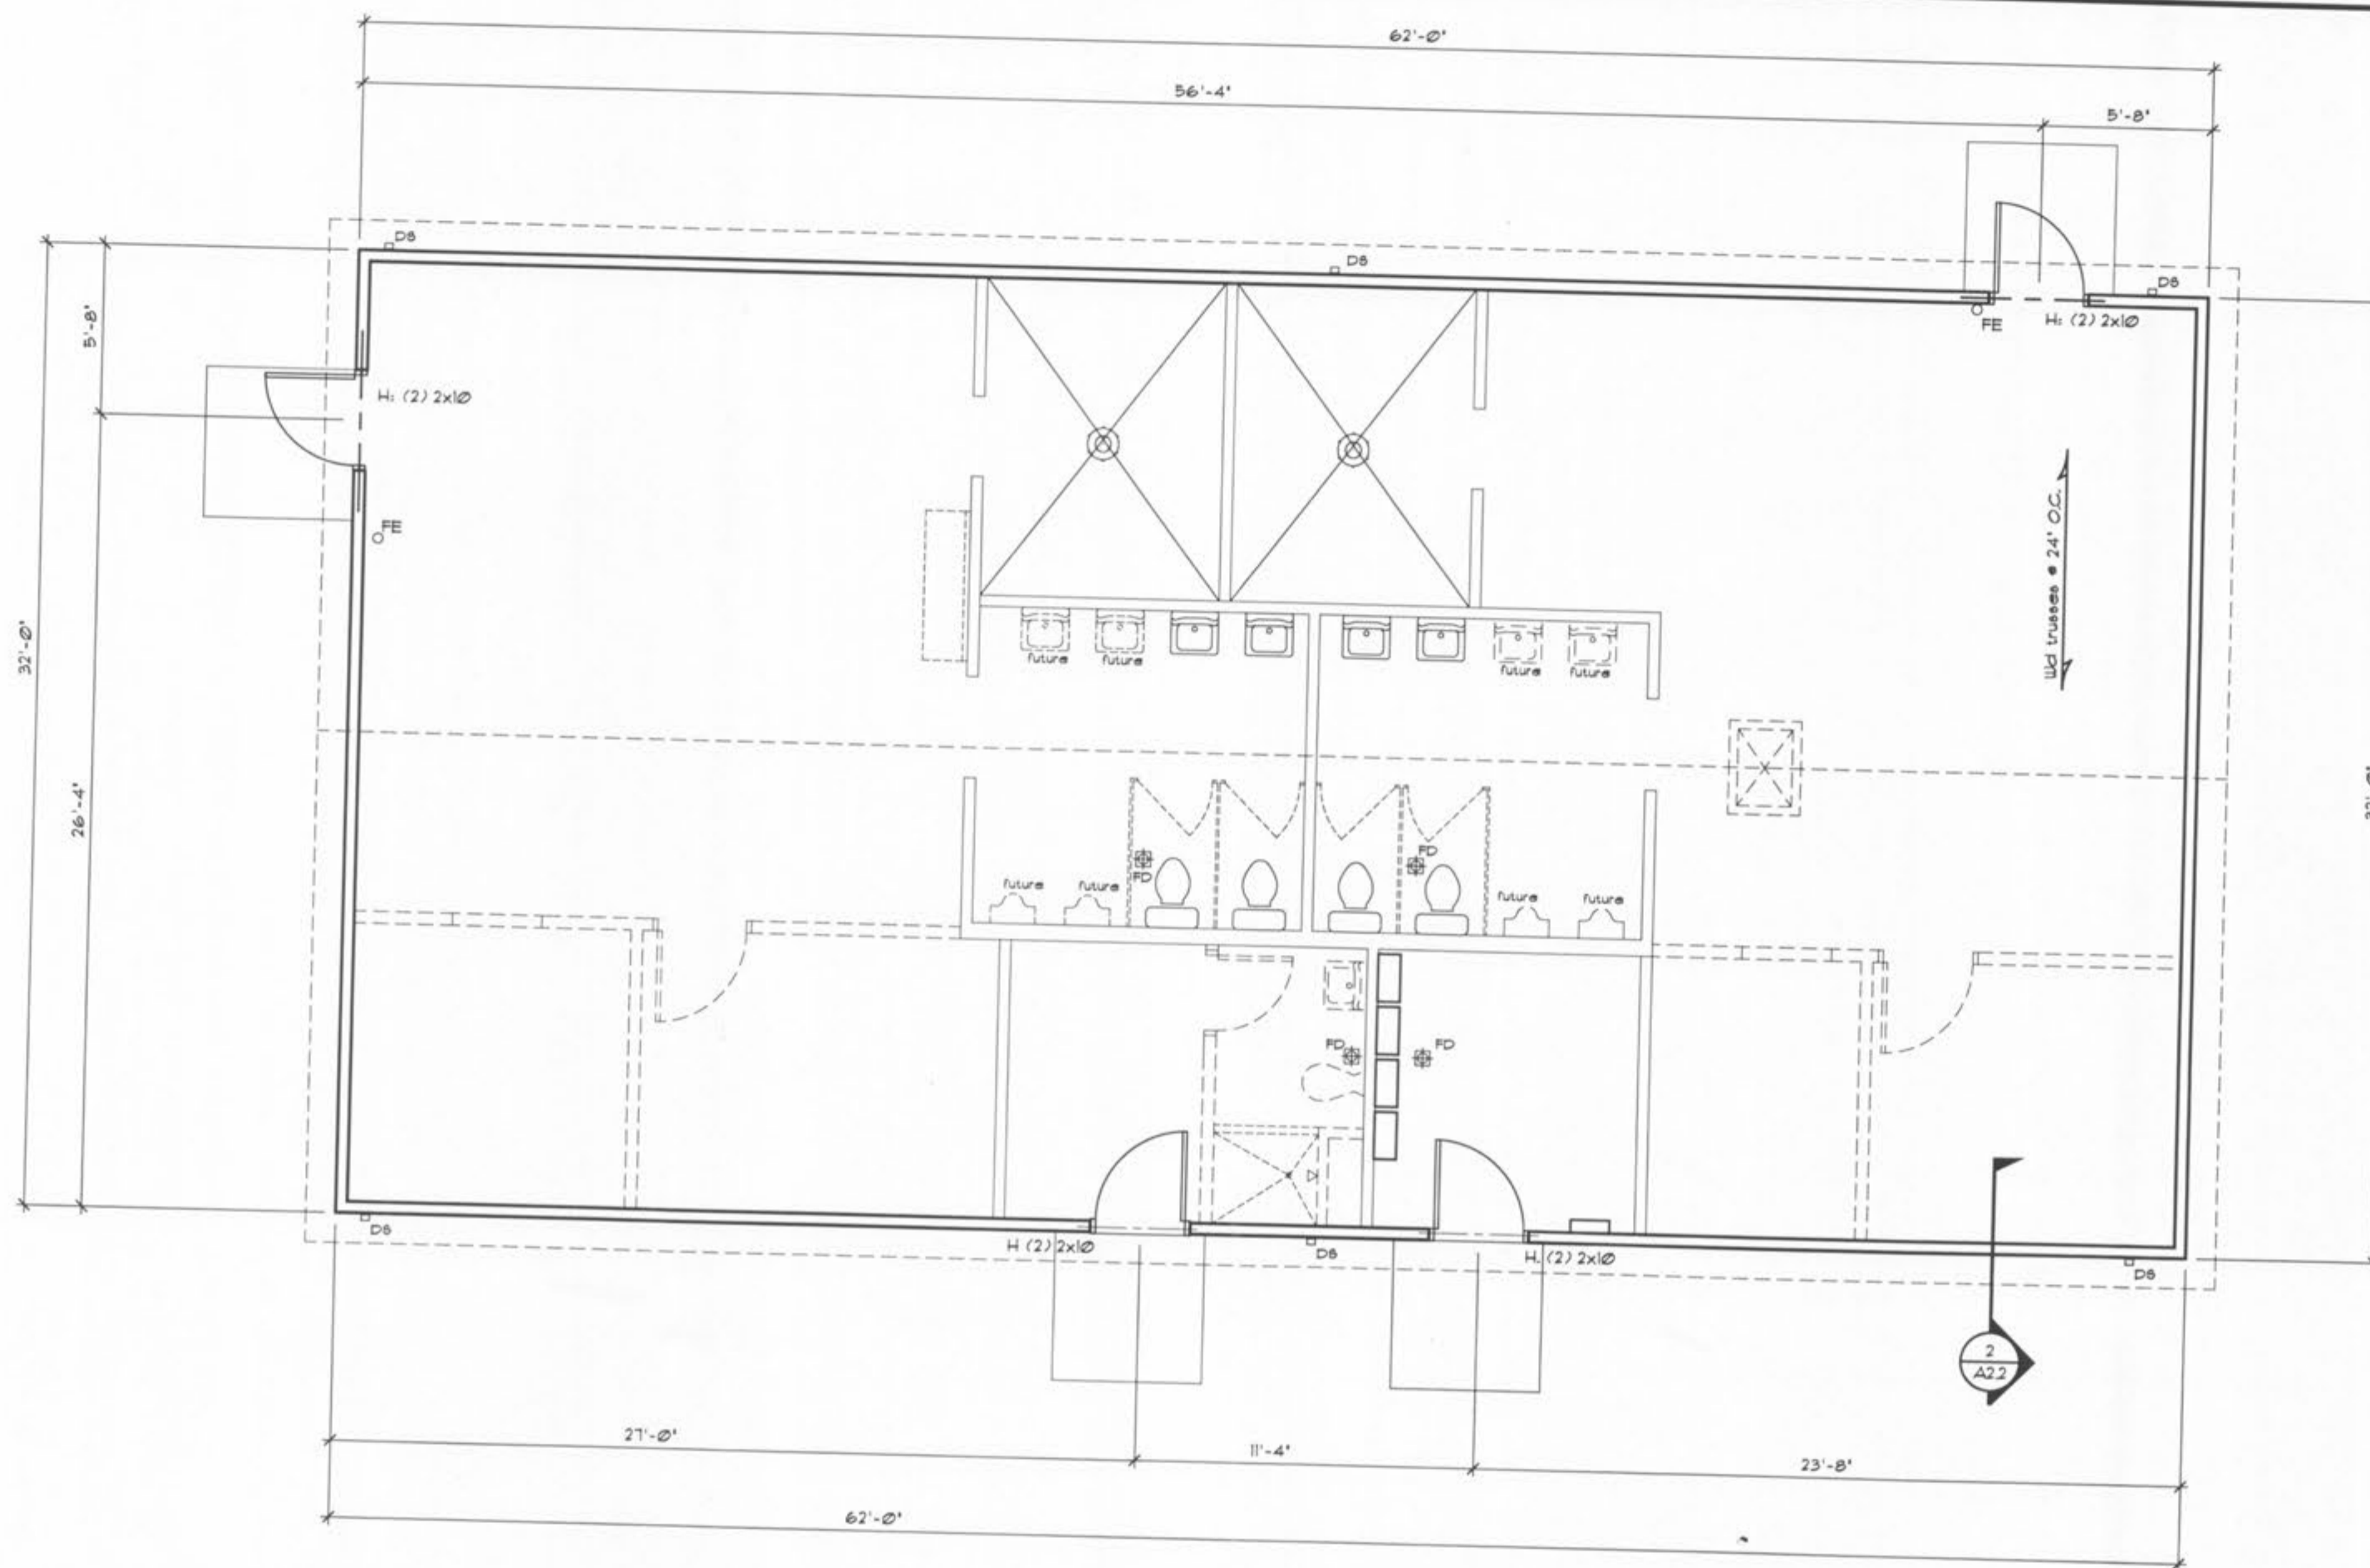 62'-0"
56'-4"
5'-8"
DS
DS
DS
5'-8"
H: (2) 2x10
FE
H: (2) 2x10
FE
Wd trusses @ 24" O.C.
32'-0"
future
future
future
future
26'-4"
FD
FD
future
future
future
future
FD
FD
DS
H (2) 2x10
DS
H. (2) 2x10
DS
2
A2.2
27'-0"
11'-4"
23'-8"
62'-0"